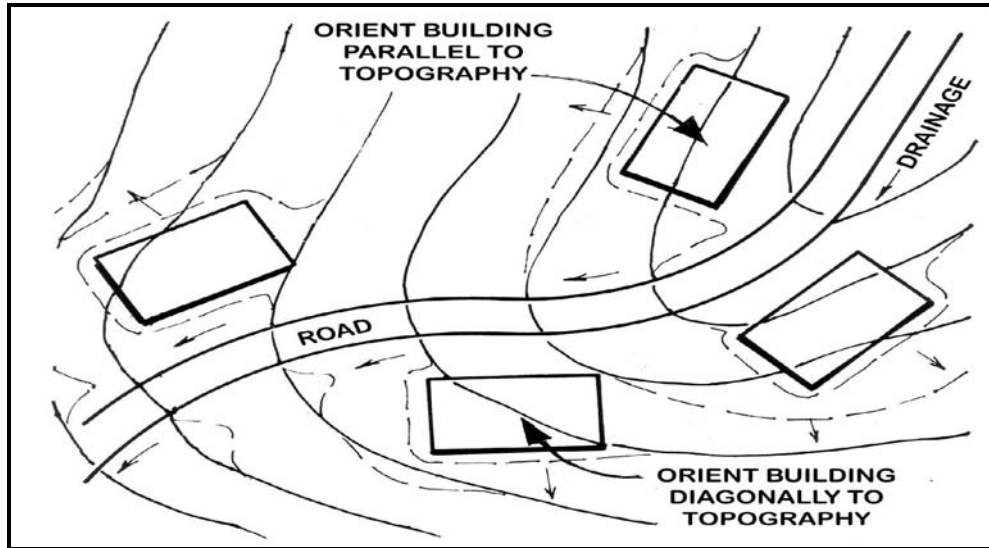 ORIENT BUILDING
PARALLEL TO
TOPOGRAPHY
DRAINAGE
ROAD
ORIENT BUILDING
DIAGONALLY TO
TOPOGRAPHY